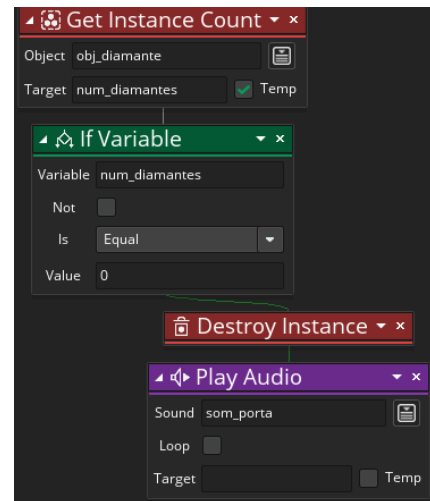 Get Instance Count
Object obj_diamante
Target num_diamantes Temp
If Variable
Variable num_diamantes
Not
Is Equal
Value 0
Destroy Instance
Play Audio
Sound som_porta
Loop
Target Temp